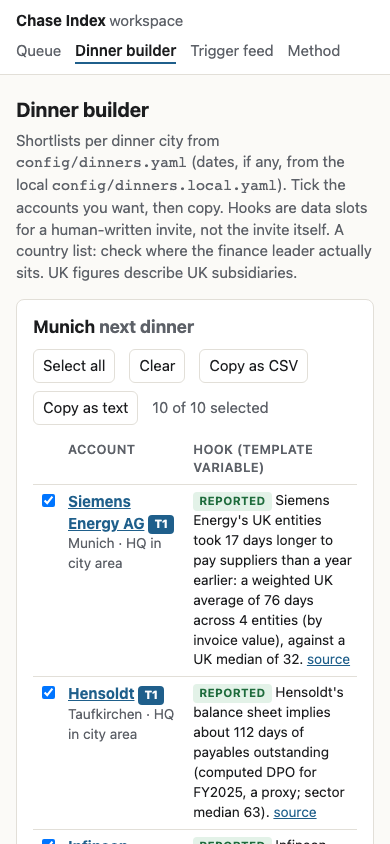 Chase Index workspace
Queue Dinner builder Trigger feed Method
Dinner builder
Shortlists per dinner city from
config/dinners.yaml (dates, if any, from the
local config/dinners.local.yaml). Tick the
accounts you want, then copy. Hooks are data slots
for a human-written invite, not the invite itself. A
country list: check where the finance leader actually
sits. UK figures describe UK subsidiaries.
Munich next dinner
Select all Clear Copy as CSV
Copy as text 10 of 10 selected
ACCOUNT
HOOK (TEMPLATE
VARIABLE)
Siemens
Energy AG T1
Munich · HQ in
city area
REPORTED Siemens
Energy's UK entities
took 17 days longer to
pay suppliers than a year
earlier: a weighted UK
average of 76 days
across 4 entities (by
invoice value), against a
UK median of 32. source
Hensoldt T1
Taufkirchen · HQ
in city area
REPORTED Hensoldt's
balance sheet implies
about 112 days of
payables outstanding
(computed DPO for
FY2025, a proxy; sector
median 63). source